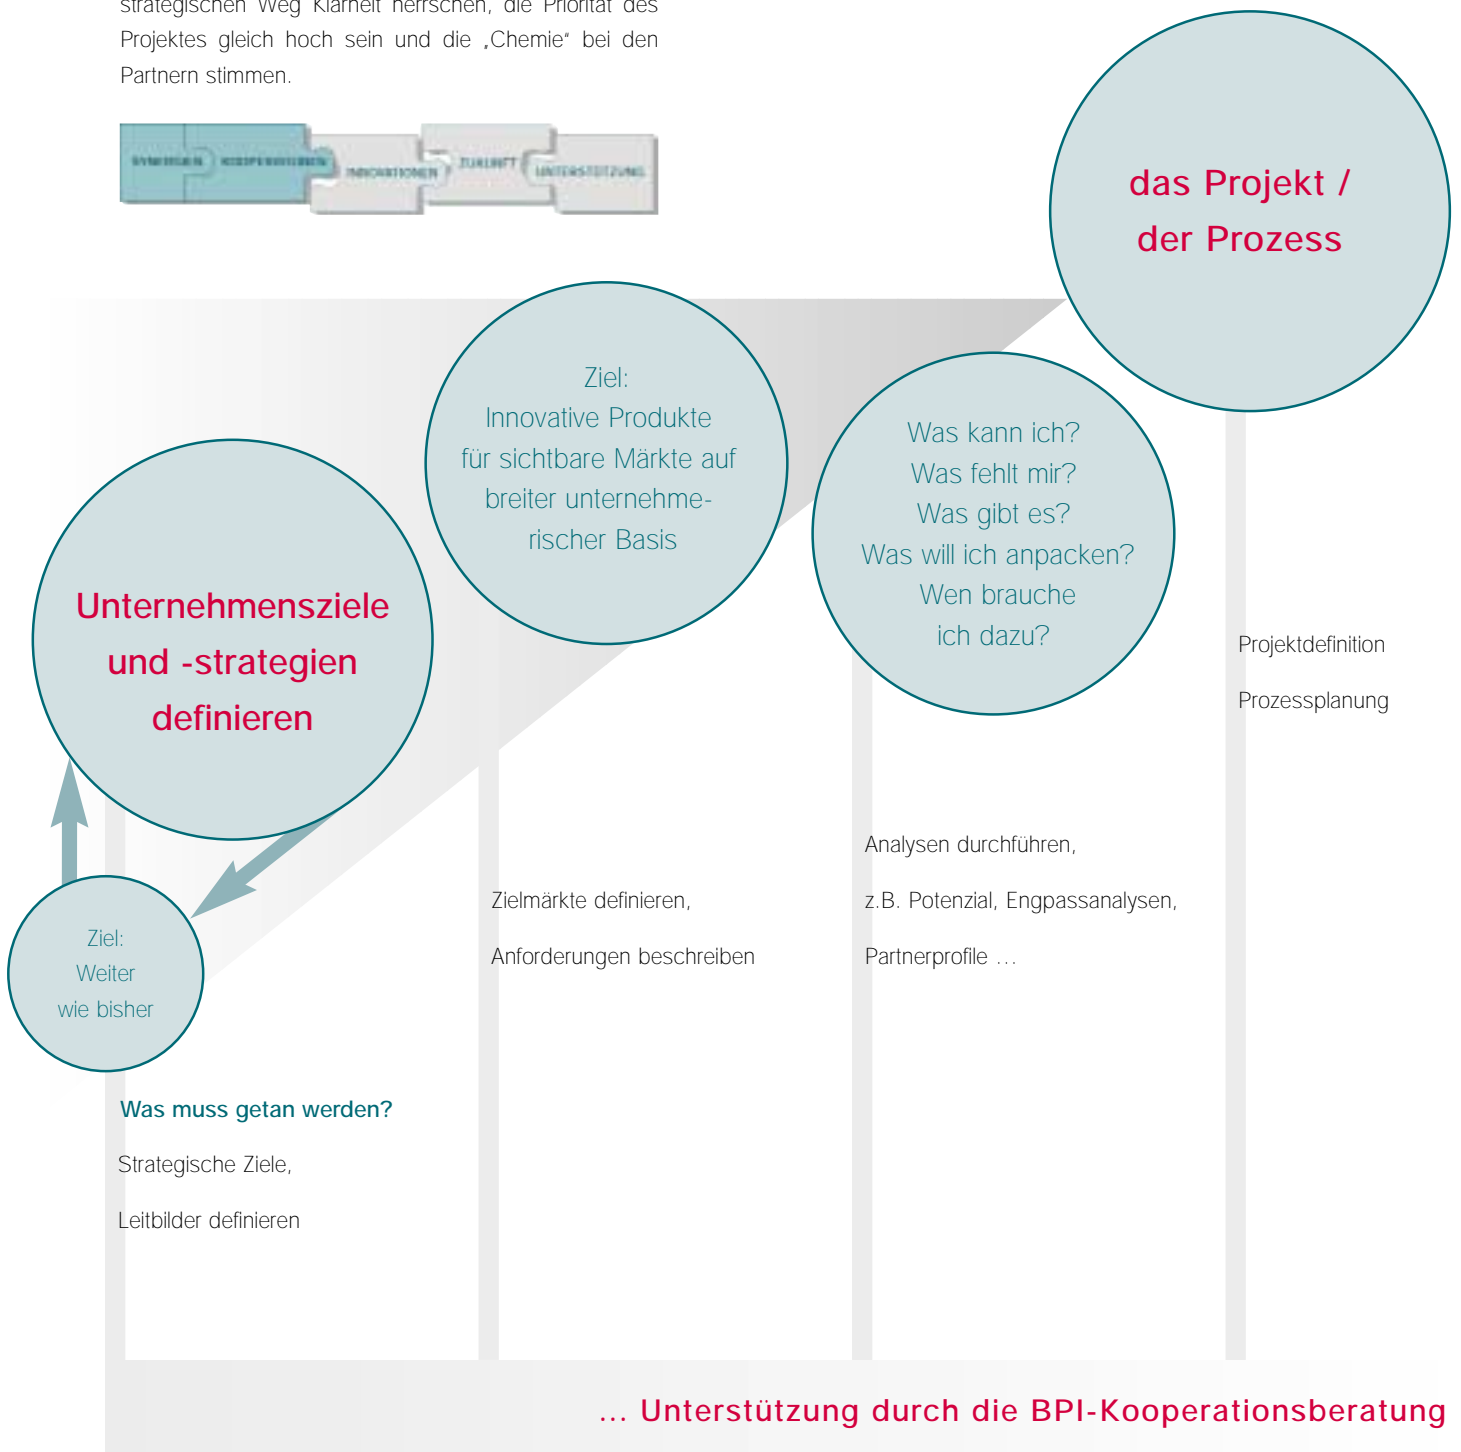 strategischen Weg Klarheit herrschen, die Priorität des
Projektes gleich hoch sein und die „Chemie“ bei den
Partnern stimmen.
SYNERGIEN KOOPERATIONEN INNOVATIONEN ZUKUNFT UNTERSTÜTZUNG
das Projekt /
der Prozess
Ziel:
Innovative Produkte
für sichtbare Märkte auf
breiter unternehme-
rischer Basis
Was kann ich?
Was fehlt mir?
Was gibt es?
Was will ich anpacken?
Wen brauche
ich dazu?
Unternehmensziele
und -strategien
definieren
Projektdefinition
Prozessplanung
Analysen durchführen,
z.B. Potenzial, Engpassanalysen,
Partnerprofile ...
Zielmärkte definieren,
Anforderungen beschreiben
Ziel:
Weiter
wie bisher
Was muss getan werden?
Strategische Ziele,
Leitbilder definieren
... Unterstützung durch die BPI-Kooperationsberatung